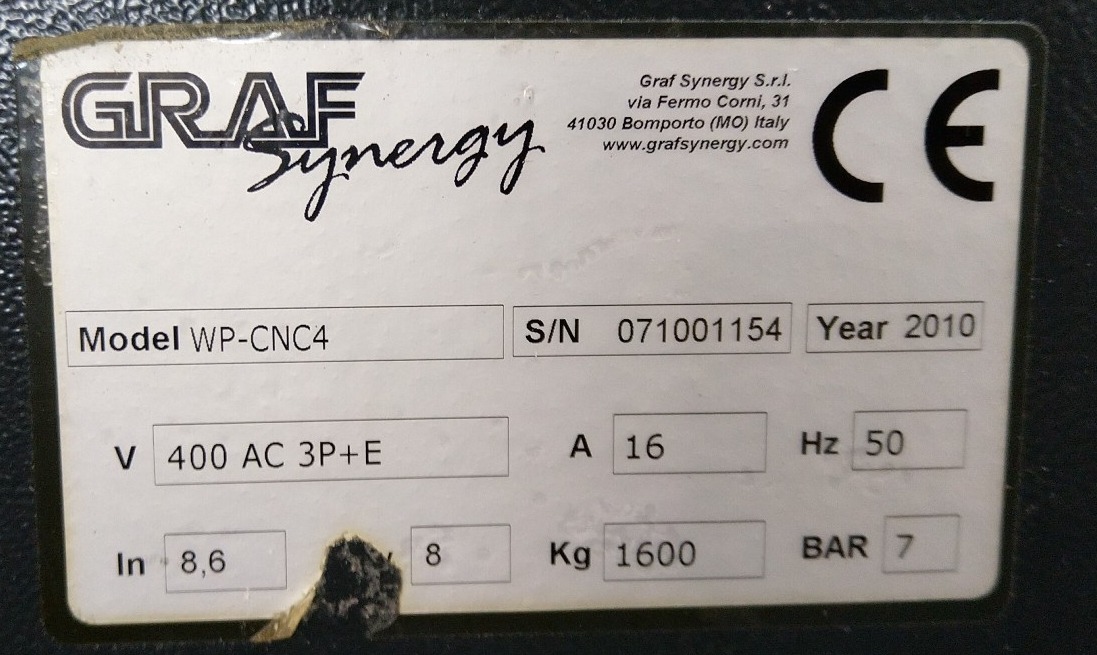 GRAF Synergy
Graf Synergy S.r.l.
via Fermo Corni, 31
41030 Bomporto (MO) Italy
www.grafsynergy.com
CE
Model WP-CNC4 S/N 071001154 Year 2010
V 400 AC 3P+E A 16 Hz 50
In 8,6 8 Kg 1600 BAR 7